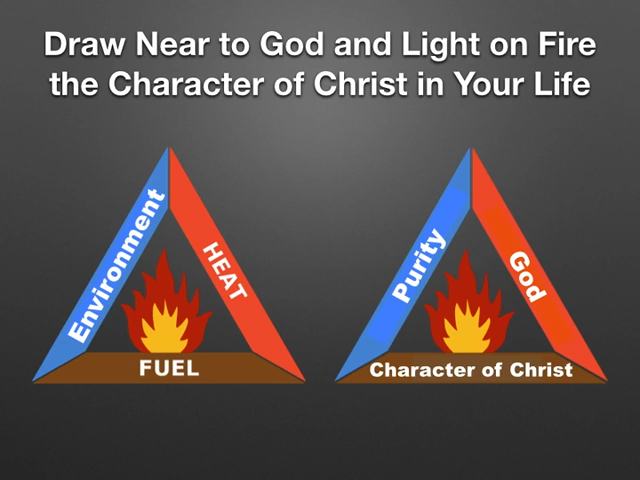 Draw Near to God and Light on Fire
the Character of Christ in Your Life
Environment
HEAT
FUEL
Purity
God
Character of Christ